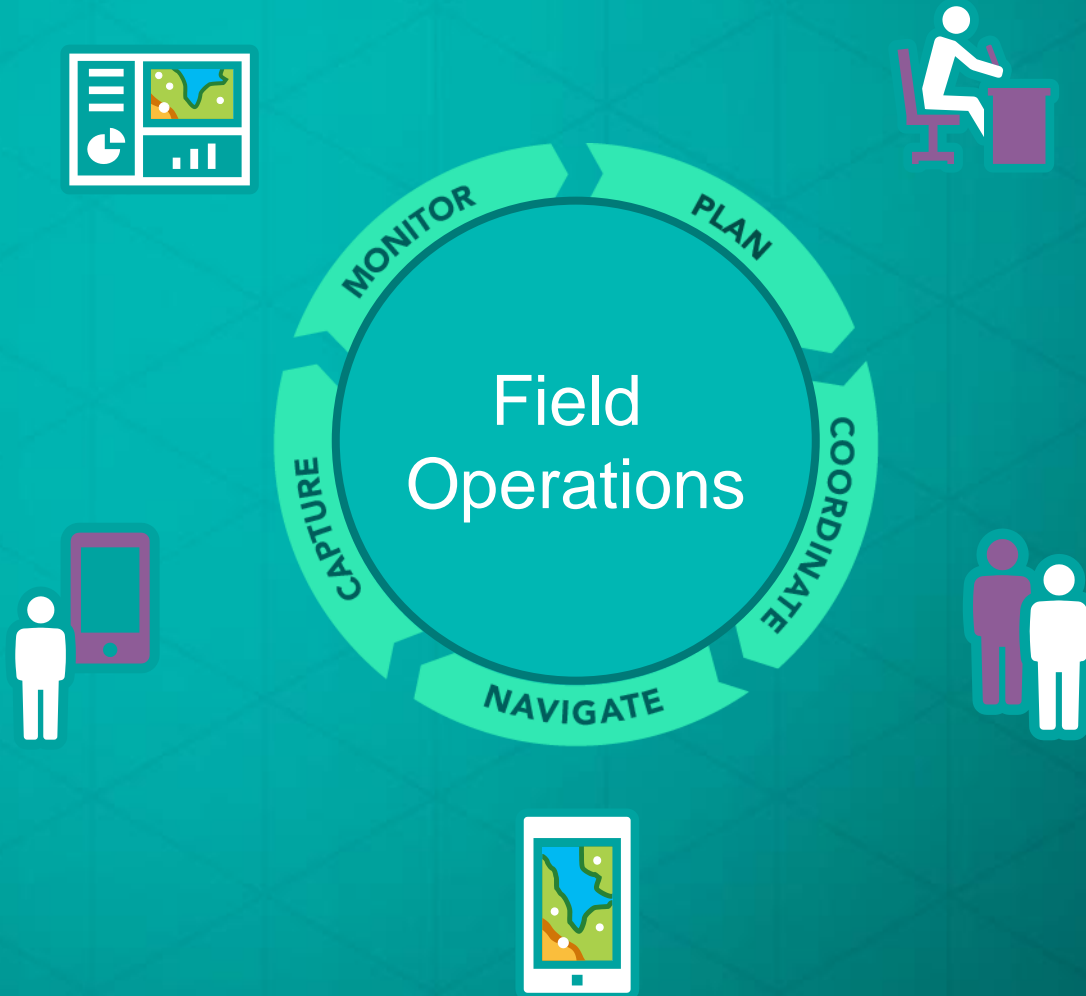 Field
Operations
PLAN
COORDINATE
NAVIGATE
CAPTURE
MONITOR